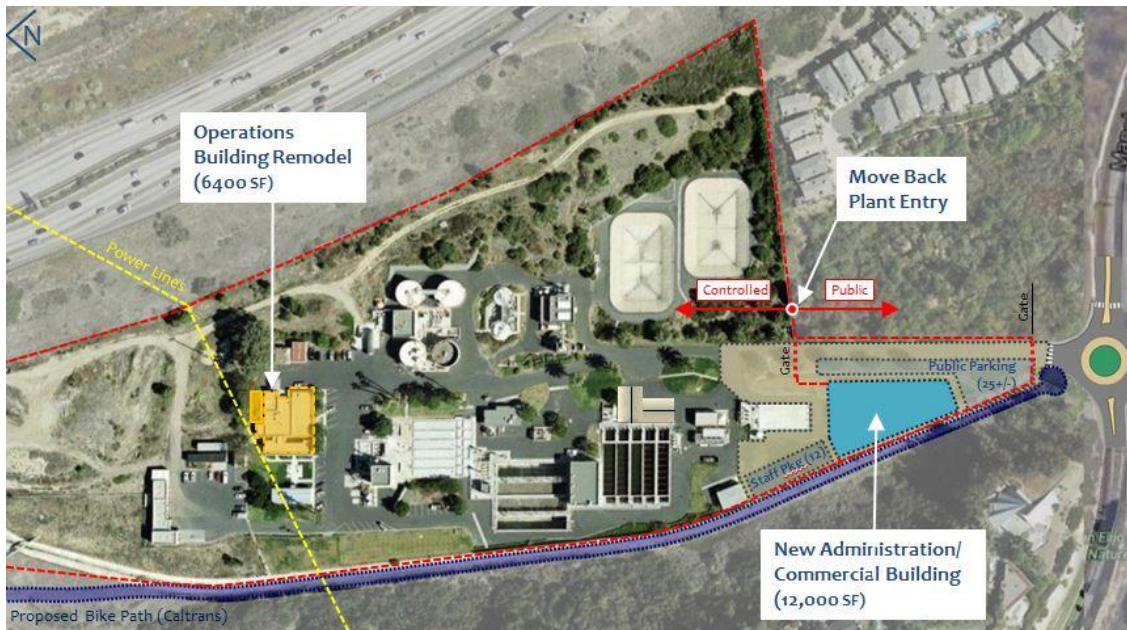 N
Operations
Building Remodel
(6400 SF)
Power Lines
Move Back
Plant Entry
Controlled
Public
Gate
Gate
Public Parking
(25+/-)
Staff Pkg (12)
New Administration/
Commercial Building
(12,000 SF)
Proposed Bike Path (Caltrans)